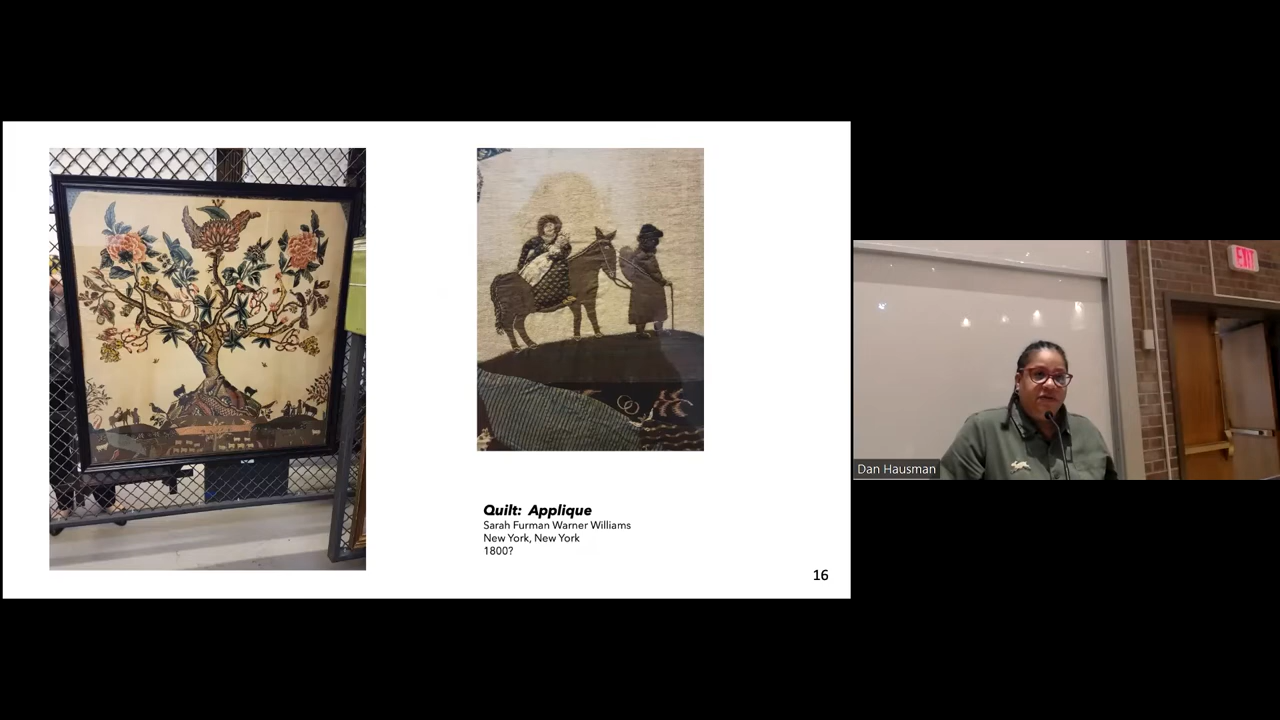 Quilt: Applique
Sarah Furman Warner Williams
New York, New York
1800?
16
EXIT
Dan Hausman